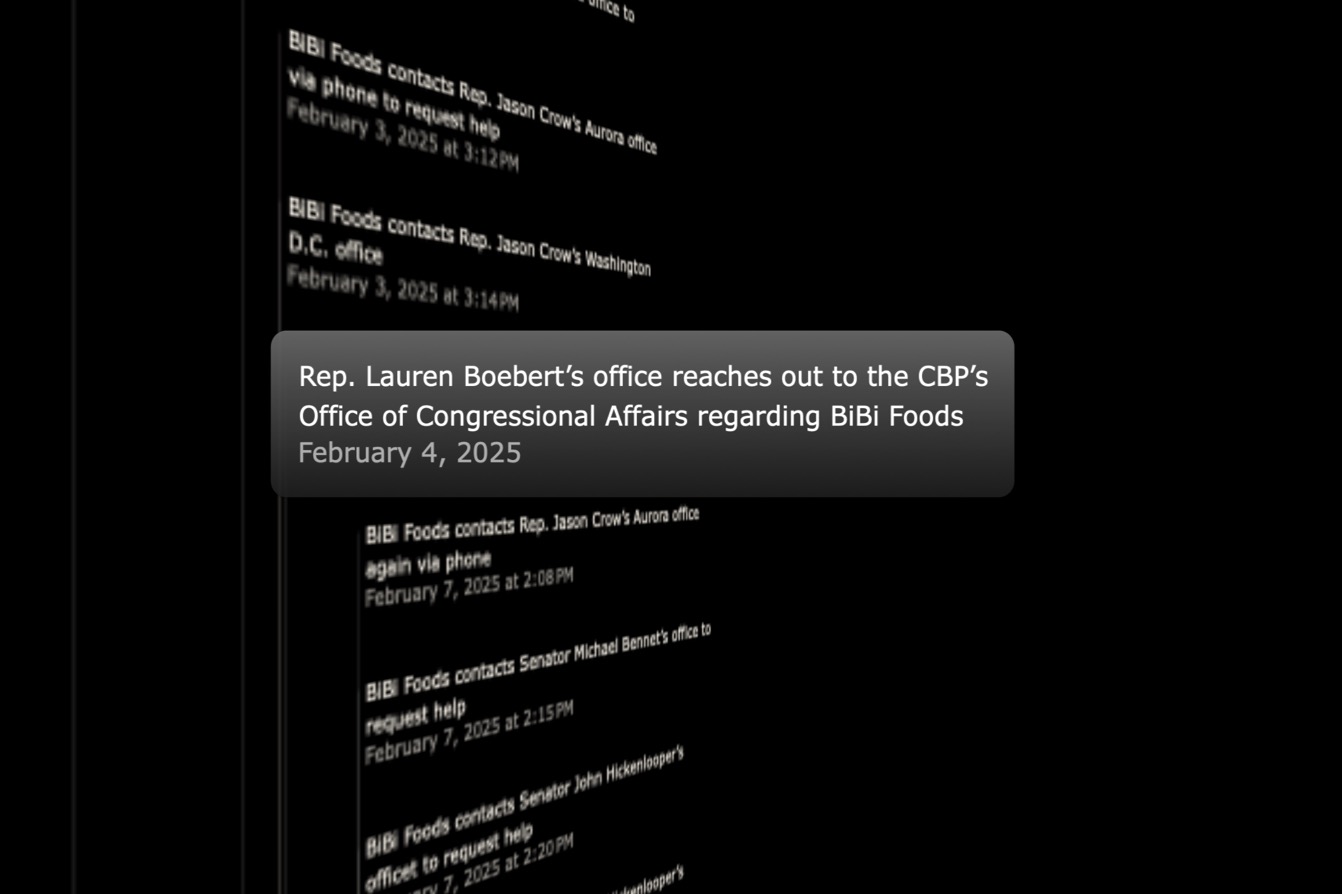 office to
BiBi Foods contacts Rep. Jason Crow’s Aurora office
via phone to request help
February 3, 2025 at 3:12PM
BiBi Foods contacts Rep. Jason Crow’s Washington
D.C. office
February 3, 2025 at 3:14PM
Rep. Lauren Boebert’s office reaches out to the CBP’s
Office of Congressional Affairs regarding BiBi Foods
February 4, 2025
BiBi Foods contacts Rep. Jason Crow’s Aurora office
again via phone
February 7, 2025 at 2:08PM
BiBi Foods contacts Senator Michael Bennet’s office to
request help
February 7, 2025 at 2:15PM
BiBi Foods contacts Senator John Hickenlooper’s
officet to request help
7, 2025 at 2:20PM